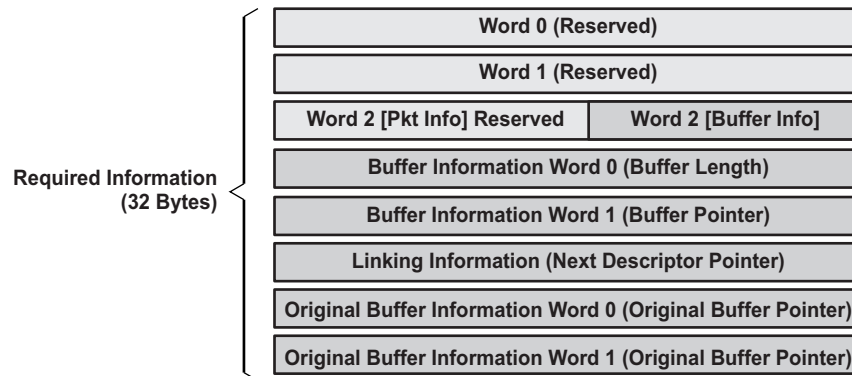 Word 0 (Reserved)
Word 1 (Reserved)
Word 2 [Pkt Info] Reserved
Word 2 [Buffer Info]
Buffer Information Word 0 (Buffer Length)
Required Information
(32 Bytes)
Buffer Information Word 1 (Buffer Pointer)
Linking Information (Next Descriptor Pointer)
Original Buffer Information Word 0 (Original Buffer Pointer)
Original Buffer Information Word 1 (Original Buffer Pointer)